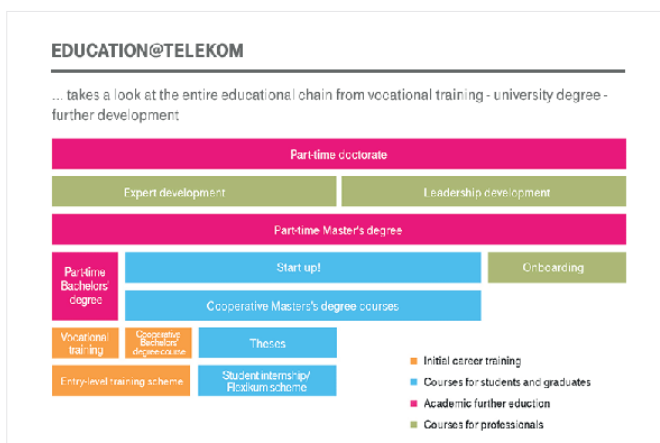 EDUCATION@TELEKOM
... takes a look at the entire educational chain from vocational training - university degree -
further development
Part-time doctorate
Expert development
Leadership development
Part-time Master's degree
Part-time
Bachelors'
degree
Start up!
Onboarding
Cooperative Masters's degree courses
Vocational
training
Cooperative
Bachelors'
degree course
Theses
Entry-level training scheme
Student internship/
Flexikum scheme
Initial career training
Courses for students and graduates
Academic further eduction
Courses for professionals